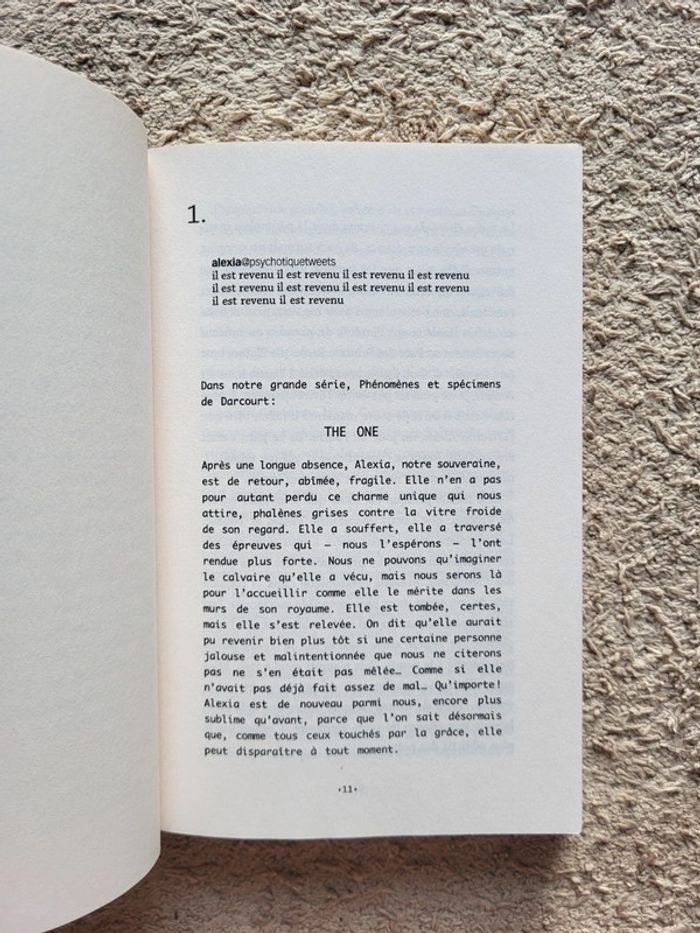 1.
alexia@psychotiquetweets
il est revenu il est revenu il est revenu il est revenu
il est revenu il est revenu il est revenu il est revenu
il est revenu il est revenu
Dans notre grande série, Phénomènes et spécimens
de Darcourt :
THE ONE
Après une longue absence, Alexia, notre souveraine,
est de retour, abîmée, fragile. Elle n'en a pas
pour autant perdu ce charme unique qui nous
attire, phalènes grises contre la vitre froide
de son regard. Elle a souffert, elle a traversé
des épreuves qui – nous l'espérons – l'ont
rendue plus forte. Nous ne pouvons qu'imaginer
le calvaire qu'elle a vécu, mais nous serons là
pour l'accueillir comme elle le mérite dans les
murs de son royaume. Elle est tombée, certes,
mais elle s'est relevée. On dit qu'elle aurait
pu revenir bien plus tôt si une certaine personne
jalouse et malintentionnée que nous ne citerons
pas ne s'en était pas mêlée… Comme si elle
n'avait pas déjà fait assez de mal… Qu'importe !
Alexia est de nouveau parmi nous, encore plus
sublime qu'avant, parce que l'on sait désormais
que, comme tous ceux touchés par la grâce, elle
peut disparaître à tout moment.
•11•